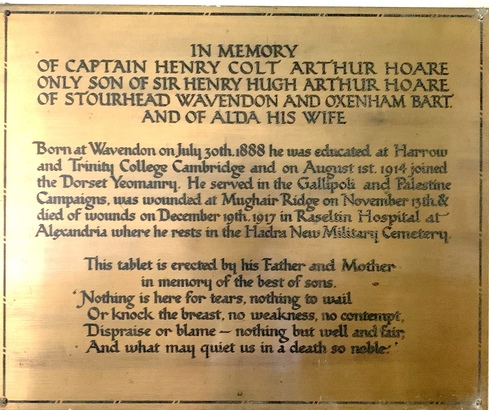 IN MEMORY
OF CAPTAIN HENRY COLT ARTHUR HOARE
ONLY SON OF SIR HENRY HUGH ARTHUR HOARE
OF STOURHEAD WAVENDON AND OXENHAM BART.
AND OF ALDA HIS WIFE
Born at Wavendon on July 30th. 1888 he was educated at Harrow
and Trinity College Cambridge and on August 1st. 1914 joined
the Dorset Yeomanry. He served in the Gallipoli and Palestine
Campaigns, was wounded at Mughair Ridge on November 13th. &
died of wounds on December 19th. 1917 in Raseltin Hospital at
Alexandria where he rests in the Hadra New Military Cemetery.
This tablet is erected by his Father and Mother
in memory of the best of sons.
'Nothing is here for tears, nothing to wail
Or knock the breast, no weakness, no contempt,
Dispraise or blame – nothing but well and fair,
And what may quiet us in a death so noble.'